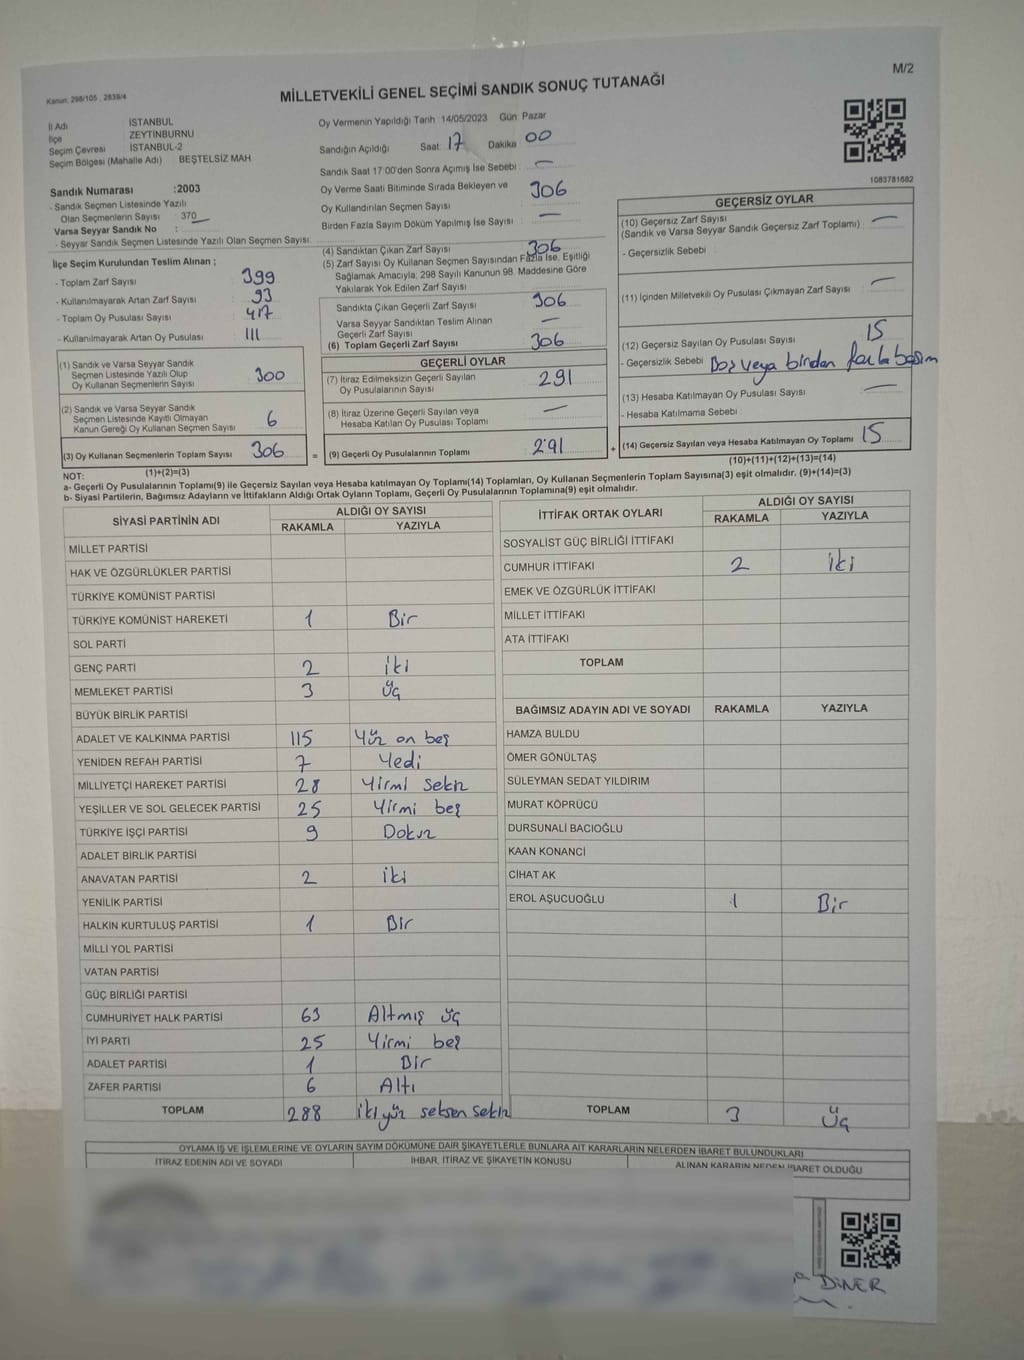 Kanun: 298/105 , 2839/4
M/2
MİLLETVEKİLİ GENEL SEÇİMİ SANDIK SONUÇ TUTANAĞI
İl Adı İSTANBUL
İlçe ZEYTİNBURNU
Seçim Çevresi İSTANBUL-2
Seçim Bölgesi (Mahalle Adı) BEŞTELSİZ MAH
Sandık Numarası :2003
- Sandık Seçmen Listesinde Yazılı
Olan Seçmenlerin Sayısı 370
Varsa Seyyar Sandık No :
- Seyyar Sandık Seçmen Listesinde Yazılı Olan Seçmen Sayısı:
İlçe Seçim Kurulundan Teslim Alınan ;
- Toplam Zarf Sayısı : 399
- Kullanılmayarak Artan Zarf Sayısı : 93
- Toplam Oy Pusulası Sayısı : 417
- Kullanılmayarak Artan Oy Pusulası : 111
(1) Sandık ve Varsa Seyyar Sandık
Seçmen Listesinde Yazılı Olup
Oy Kullanan Seçmenlerin Sayısı : 300
(2) Sandık ve Varsa Seyyar Sandık
Seçmen Listesinde Kayıtlı Olmayan
Kanun Gereği Oy Kullanan Seçmen Sayısı : 6
(3) Oy Kullanan Seçmenlerin Toplam Sayısı : 306
Oy Vermenin Yapıldığı Tarih 14/05/2023 Gün Pazar
Sandığın Açıldığı Saat: 17 Dakika 00
Sandık Saat 17:00'den Sonra Açımış İse Sebebi : —
Oy Verme Saati Bitiminde Sırada Bekleyen ve
Oy Kullandırılan Seçmen Sayısı : 306
Birden Fazla Sayım Döküm Yapılmış İse Sayısı : —
(4) Sandıktan Çıkan Zarf Sayısı : 306
(5) Zarf Sayısı Oy Kullanan Seçmen Sayısından Fazla İse, Eşitliği
Sağlamak Amacıyla; 298 Sayılı Kanunun 98. Maddesine Göre
Yakılarak Yok Edilen Zarf Sayısı :
Sandıkta Çıkan Geçerli Zarf Sayısı : 306
Varsa Seyyar Sandıktan Teslim Alınan
Geçerli Zarf Sayısı : —
(6) Toplam Geçerli Zarf Sayısı : 306
GEÇERLİ OYLAR
(7) İtiraz Edilmeksizin Geçerli Sayılan
Oy Pusulalarının Sayısı : 291
(8) İtiraz Üzerine Geçerli Sayılan veya
Hesaba Katılan Oy Pusulası Toplamı : —
= (9) Geçerli Oy Pusulalarının Toplamı : 291
1083781682
GEÇERSİZ OYLAR
(10) Geçersiz Zarf Sayısı
(Sandık ve Varsa Seyyar Sandık Geçersiz Zarf Toplamı) : —
- Geçersizlik Sebebi :
(11) İçinden Milletvekili Oy Pusulası Çıkmayan Zarf Sayısı : —
(12) Geçersiz Sayılan Oy Pusulası Sayısı : 15
- Geçersizlik Sebebi : Boş veya birden fazla basım
(13) Hesaba Katılmayan Oy Pusulası Sayısı : —
- Hesaba Katılmama Sebebi :
+ (14) Geçersiz Sayılan veya Hesaba Katılmayan Oy Toplamı : 15
(10)+(11)+(12)+(13)=(14)
NOT: (1)+(2)=(3)
a- Geçerli Oy Pusulalarının Toplamı(9) ile Geçersiz Sayılan veya Hesaba katılmayan Oy Toplamı(14) Toplamları, Oy Kullanan Seçmenlerin Toplam Sayısına(3) eşit olmalıdır. (9)+(14)=(3)
b- Siyasi Partilerin, Bağımsız Adayların ve İttifakların Aldığı Ortak Oyların Toplamı, Geçerli Oy Pusulalarının Toplamına(9) eşit olmalıdır.
SİYASİ PARTİNİN ADI ALDIĞI OY SAYISI
RAKAMLA YAZIYLA
MİLLET PARTİSİ
HAK VE ÖZGÜRLÜKLER PARTİSİ
TÜRKİYE KOMÜNİST PARTİSİ
TÜRKİYE KOMÜNİST HAREKETİ 1 Bir
SOL PARTİ
GENÇ PARTİ 2 iki
MEMLEKET PARTİSİ 3 üç
BÜYÜK BİRLİK PARTİSİ
ADALET VE KALKINMA PARTİSİ 115 Yüz on beş
YENİDEN REFAH PARTİSİ 7 Yedi
MİLLİYETÇİ HAREKET PARTİSİ 28 Yirmi sekiz
YEŞİLLER VE SOL GELECEK PARTİSİ 25 Yirmi beş
TÜRKİYE İŞÇİ PARTİSİ 9 Dokuz
ADALET BİRLİK PARTİSİ
ANAVATAN PARTİSİ 2 iki
YENİLİK PARTİSİ
HALKIN KURTULUŞ PARTİSİ 1 Bir
MİLLİ YOL PARTİSİ
VATAN PARTİSİ
GÜÇ BİRLİĞİ PARTİSİ
CUMHURİYET HALK PARTİSİ 63 Altmış üç
İYİ PARTİ 25 Yirmi beş
ADALET PARTİSİ 1 Bir
ZAFER PARTİSİ 6 Altı
TOPLAM 288 iki yüz seksen sekiz
İTTİFAK ORTAK OYLARI ALDIĞI OY SAYISI
RAKAMLA YAZIYLA
SOSYALİST GÜÇ BİRLİĞİ İTTİFAKI
CUMHUR İTTİFAKI 2 iki
EMEK VE ÖZGÜRLÜK İTTİFAKI
MİLLET İTTİFAKI
ATA İTTİFAKI
TOPLAM
BAĞIMSIZ ADAYIN ADI VE SOYADI RAKAMLA YAZIYLA
HAMZA BULDU
ÖMER GÖNÜLTAŞ
SÜLEYMAN SEDAT YILDIRIM
MURAT KÖPRÜCÜ
DURSUNALİ BACIOĞLU
KAAN KONANCİ
CİHAT AK
EROL AŞUCUOĞLU 1 Bir
TOPLAM 3 üç
OYLAMA İŞ VE İŞLEMLERİNE VE OYLARIN SAYIM DÖKÜMÜNE DAİR ŞİKAYETLERLE BUNLARA AİT KARARLARIN NELERDEN İBARET BULUNDUKLARI
İTİRAZ EDENİN ADI VE SOYADI İHBAR, İTİRAZ VE ŞİKAYETİN KONUSU ALINAN KARARIN NEDEN İBARET OLDUĞU
DİNER